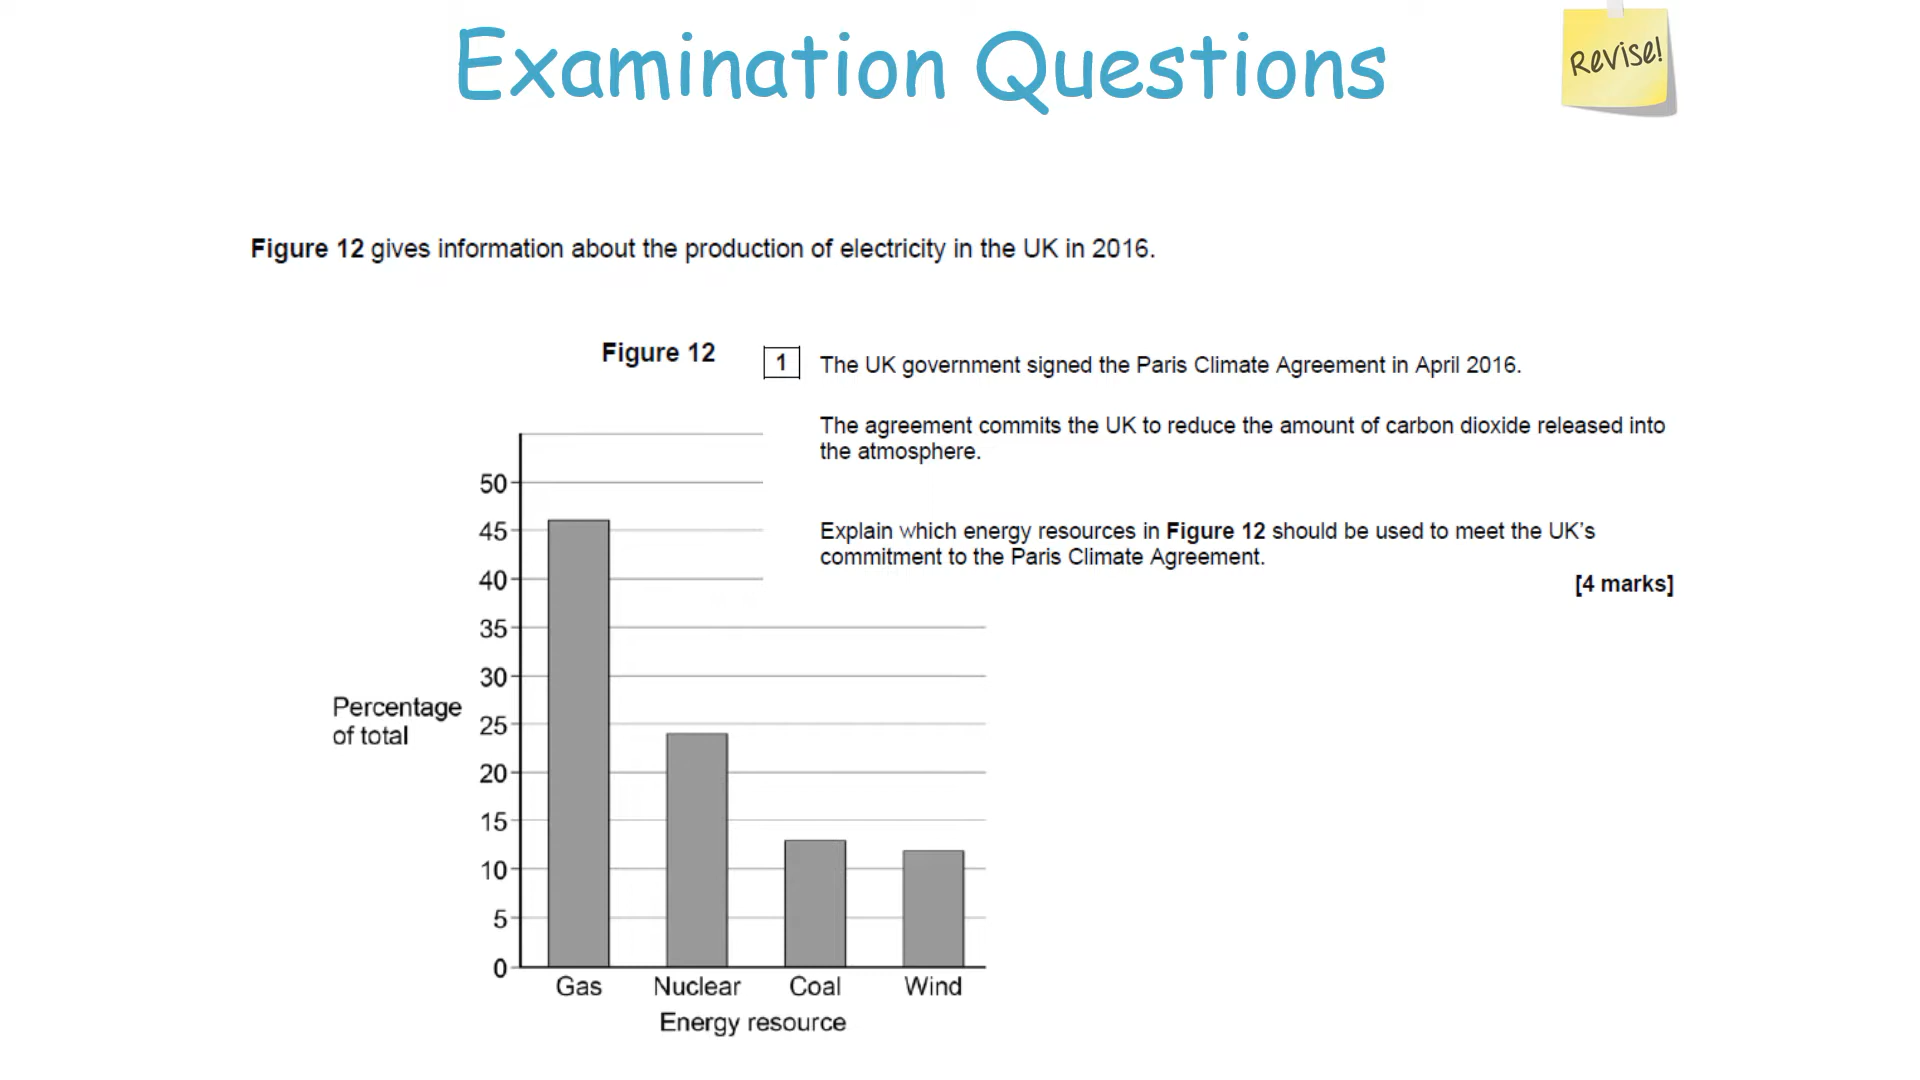 Examination Questions
Revise!
Figure 12 gives information about the production of electricity in the UK in 2016.
Figure 12
1 The UK government signed the Paris Climate Agreement in April 2016.
The agreement commits the UK to reduce the amount of carbon dioxide released into
the atmosphere.
Explain which energy resources in Figure 12 should be used to meet the UK's
commitment to the Paris Climate Agreement.
[4 marks]
50
45
40
35
30
25
20
15
10
5
0
Percentage
of total
Gas Nuclear Coal Wind
Energy resource